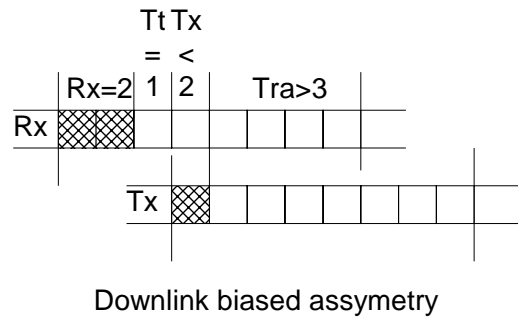 Tt Tx
= <
Rx=2 1 2 Tra>3
Rx
Tx
Downlink biased assymetry